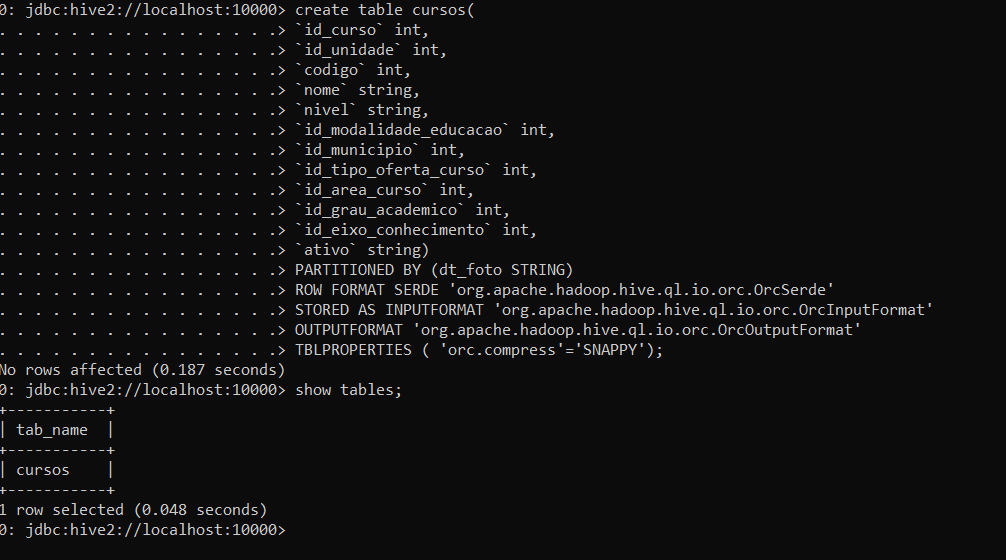 0: jdbc:hive2://localhost:10000> create table cursos(
. . . . . . . . . . . . . . . .> `id_curso` int,
. . . . . . . . . . . . . . . .> `id_unidade` int,
. . . . . . . . . . . . . . . .> `codigo` int,
. . . . . . . . . . . . . . . .> `nome` string,
. . . . . . . . . . . . . . . .> `nivel` string,
. . . . . . . . . . . . . . . .> `id_modalidade_educacao` int,
. . . . . . . . . . . . . . . .> `id_municipio` int,
. . . . . . . . . . . . . . . .> `id_tipo_oferta_curso` int,
. . . . . . . . . . . . . . . .> `id_area_curso` int,
. . . . . . . . . . . . . . . .> `id_grau_academico` int,
. . . . . . . . . . . . . . . .> `id_eixo_conhecimento` int,
. . . . . . . . . . . . . . . .> `ativo` string)
. . . . . . . . . . . . . . . .> PARTITIONED BY (dt_foto STRING)
. . . . . . . . . . . . . . . .> ROW FORMAT SERDE 'org.apache.hadoop.hive.ql.io.orc.OrcSerde'
. . . . . . . . . . . . . . . .> STORED AS INPUTFORMAT 'org.apache.hadoop.hive.ql.io.orc.OrcInputFormat'
. . . . . . . . . . . . . . . .> OUTPUTFORMAT 'org.apache.hadoop.hive.ql.io.orc.OrcOutputFormat'
. . . . . . . . . . . . . . . .> TBLPROPERTIES ( 'orc.compress'='SNAPPY');
No rows affected (0.187 seconds)
0: jdbc:hive2://localhost:10000> show tables;
+-----------+
| tab_name  |
+-----------+
| cursos    |
+-----------+
1 row selected (0.048 seconds)
0: jdbc:hive2://localhost:10000>